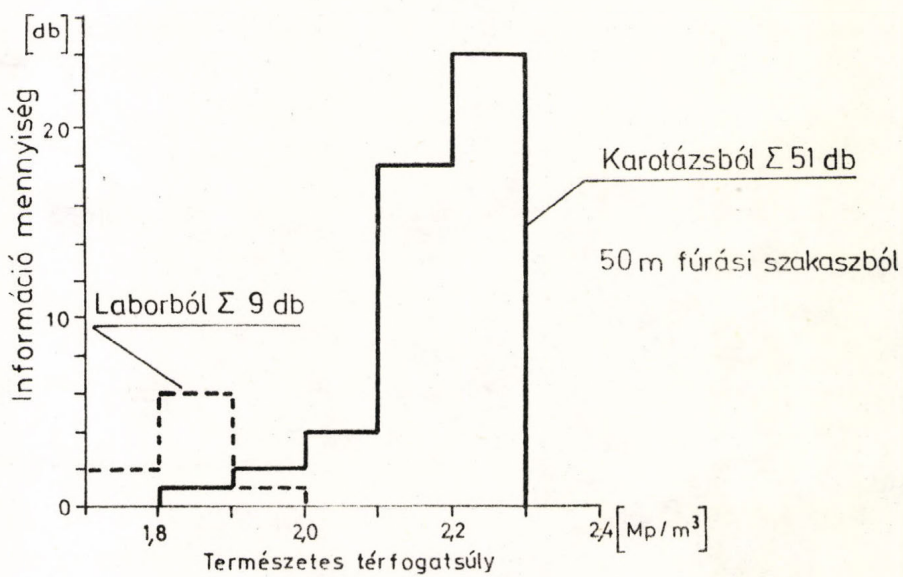 [db]
Információ mennyiség
20
10
0
Karotázsból Σ 51 db
50 m fúrási szakaszból
Laborból Σ 9 db
1,8
2,0
2,2
2,4 [Mp/m³]
Természetes térfogatsúly